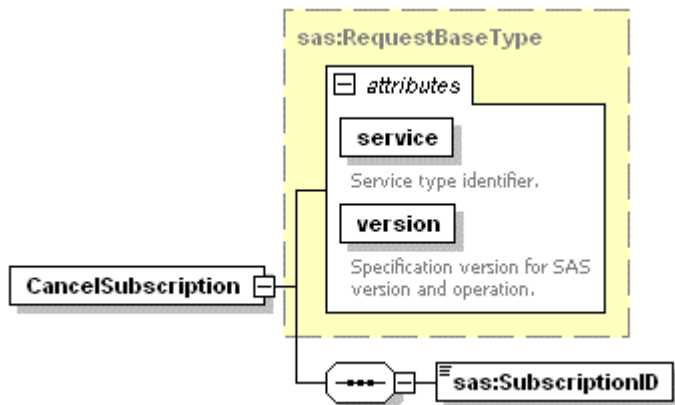 sas:RequestBaseType
attributes
service
Service type identifier.
version
Specification version for SAS
version and operation.
CancelSubscription
sas:SubscriptionID